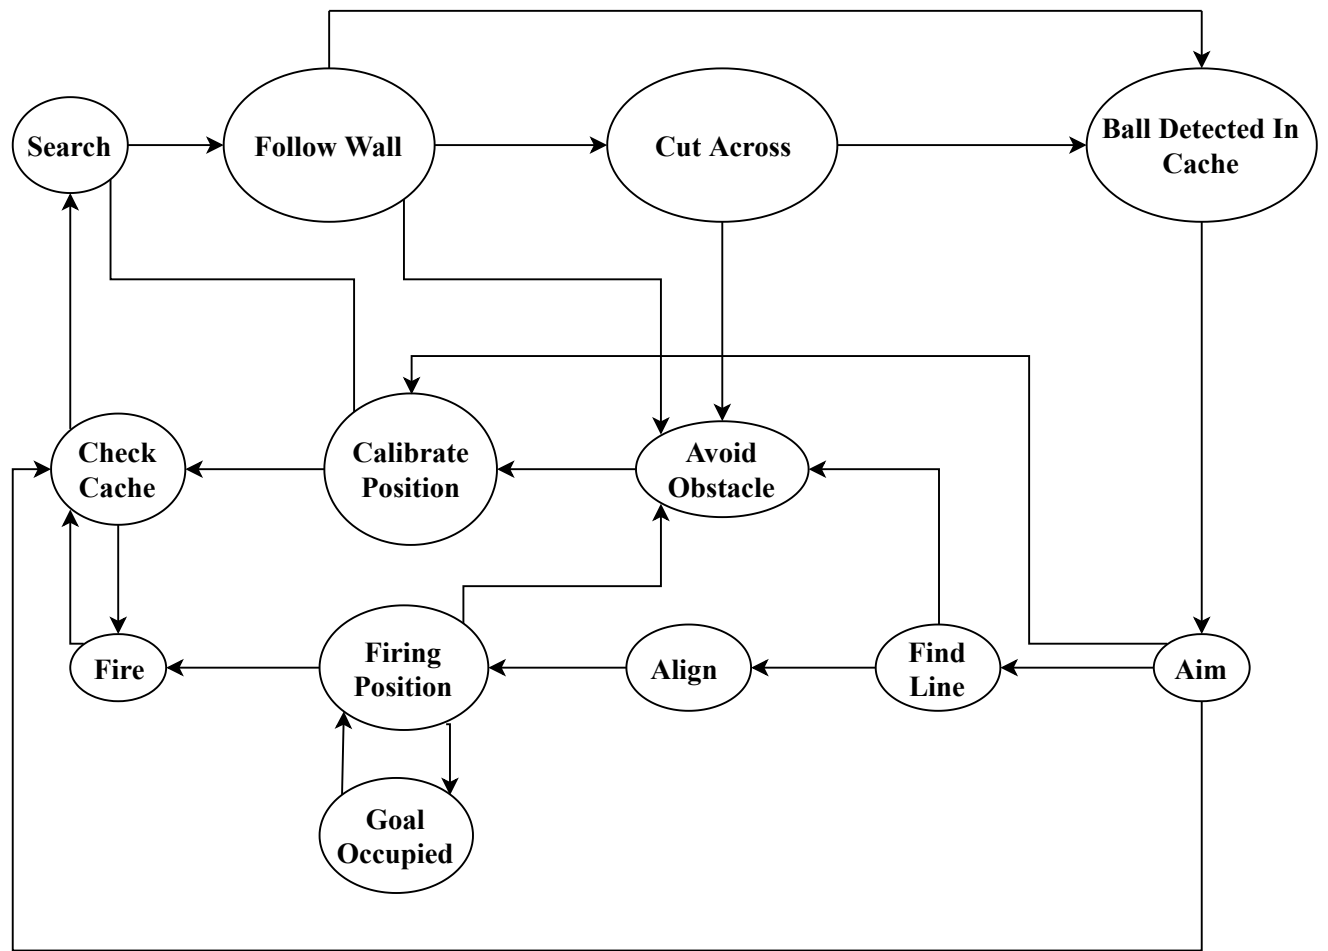 Search
Follow Wall
Cut Across
Ball Detected In
Cache
Check
Cache
Calibrate
Position
Avoid
Obstacle
Fire
Firing
Position
Align
Find
Line
Aim
Goal
Occupied